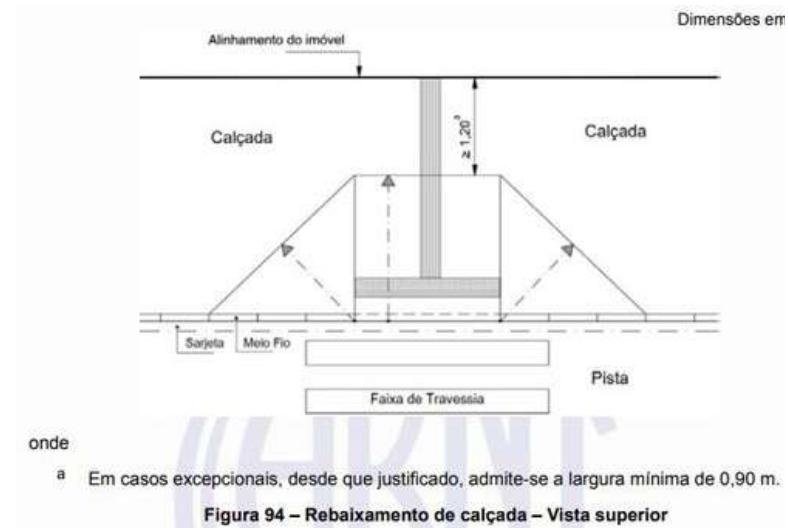 Dimensões em
Alinhamento do imóvel
Calçada
Calçada
≥ 1,20ª
Sarjeta
Meio Fio
Pista
Faixa de Travessia
onde
a Em casos excepcionais, desde que justificado, admite-se a largura mínima de 0,90 m.
Figura 94 – Rebaixamento de calçada – Vista superior